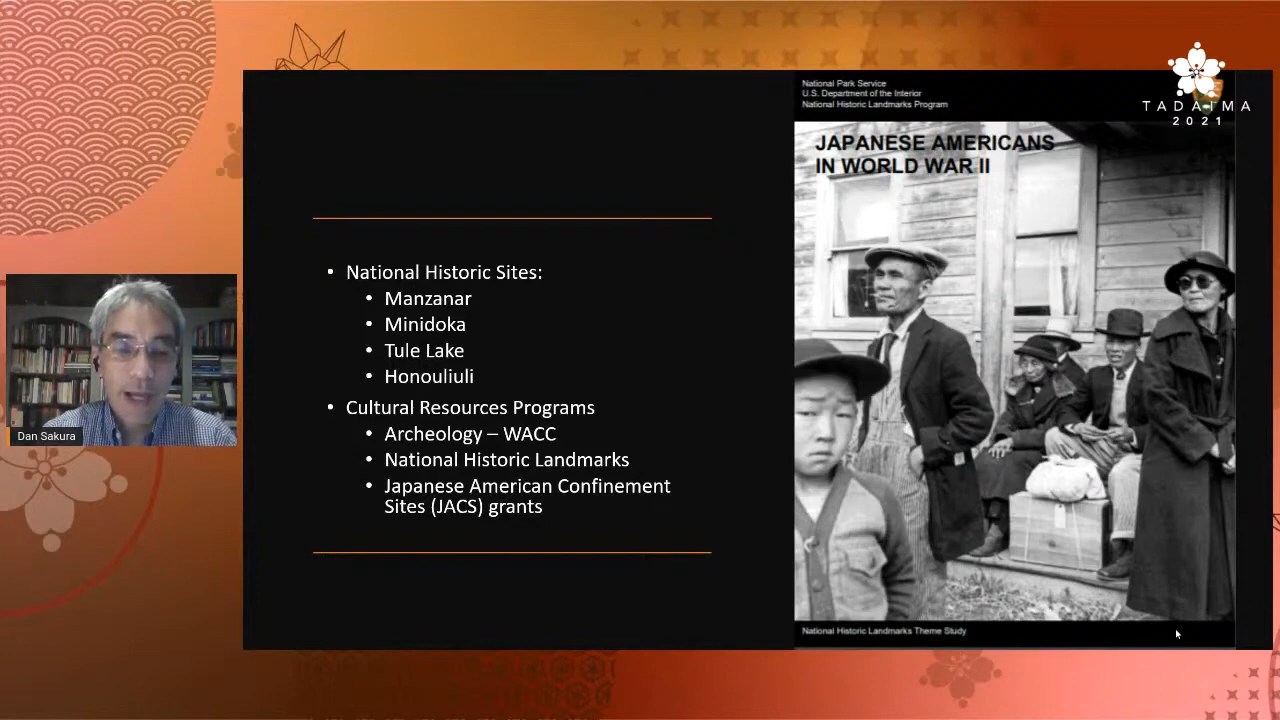 National Park Service
U.S. Department of the Interior
National Historic Landmarks Program
TADAIMA
2021
JAPANESE AMERICANS
IN WORLD WAR II
• National Historic Sites:
• Manzanar
• Minidoka
• Tule Lake
• Honouliuli
• Cultural Resources Programs
• Archeology – WACC
• National Historic Landmarks
• Japanese American Confinement
Sites (JACS) grants
Dan Sakura
National Historic Landmarks Theme Study